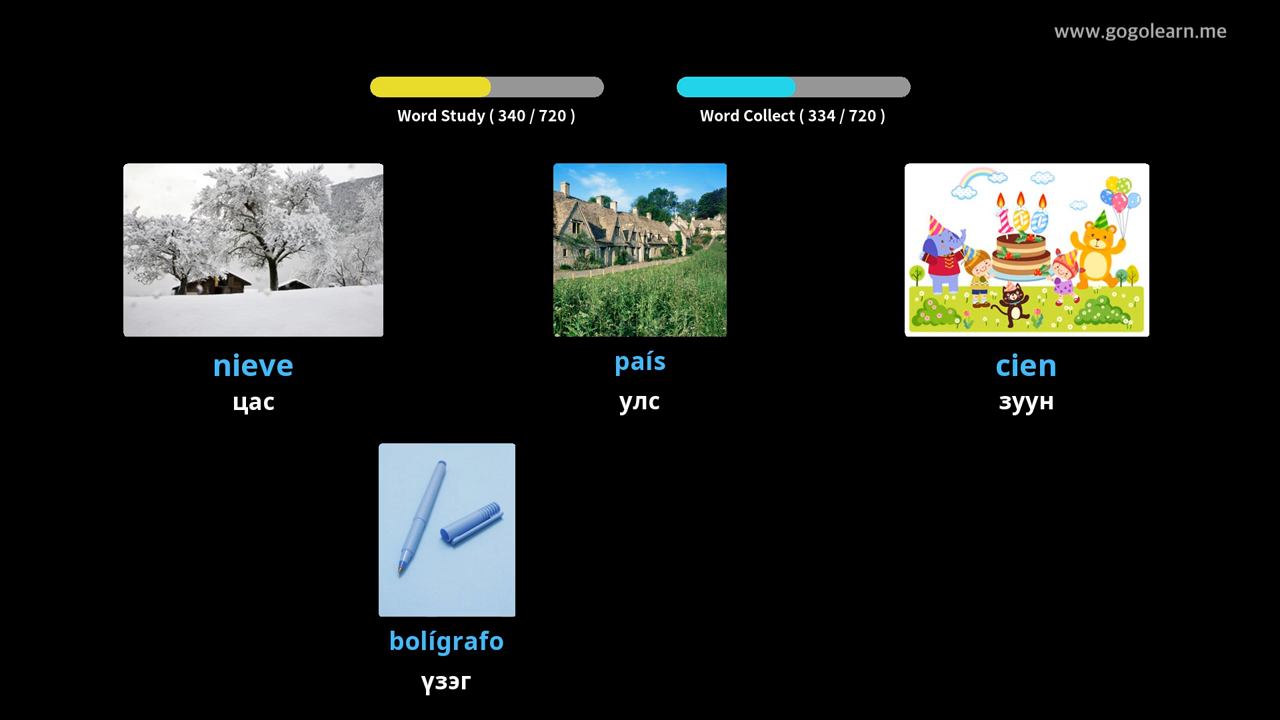 www.gogolearn.me
Word Study ( 340 / 720 )
Word Collect ( 334 / 720 )
100
nieve
цас
país
улс
cien
зуун
bolígrafo
үзэг